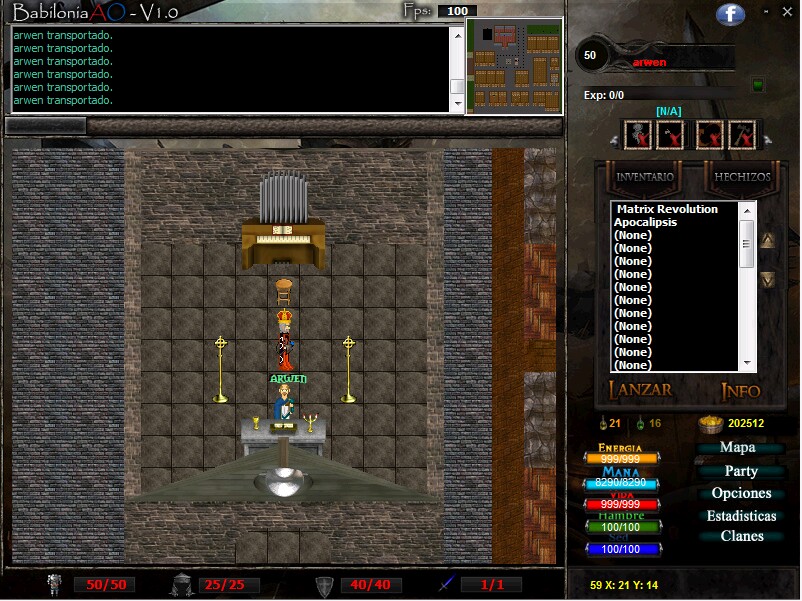 BabiloniaAO - V1.0
Fps: 100
arwen transportado.
arwen transportado.
arwen transportado.
arwen transportado.
arwen transportado.
arwen transportado.
f
50
arwen
Exp: 0/0
[N/A]
INVENTARIO HECHIZOS
Matrix Revolution
Apocalipsis
(None)
(None)
(None)
(None)
(None)
(None)
(None)
(None)
(None)
(None)
(None)
LANZAR INFO
21 16 202512
ENERGIA
999/999
MANA
8290/8290
VIDA
999/999
Hambre
100/100
Sed
100/100
Mapa
Party
Opciones
Estadisticas
Clanes
ARWEN
50/50 25/25 40/40 1/1
59 X: 21 Y: 14